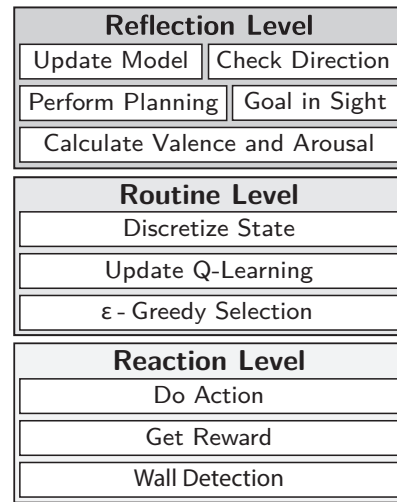 Reflection Level
Update Model Check Direction
Perform Planning Goal in Sight
Calculate Valence and Arousal
Routine Level
Discretize State
Update Q-Learning
ε - Greedy Selection
Reaction Level
Do Action
Get Reward
Wall Detection